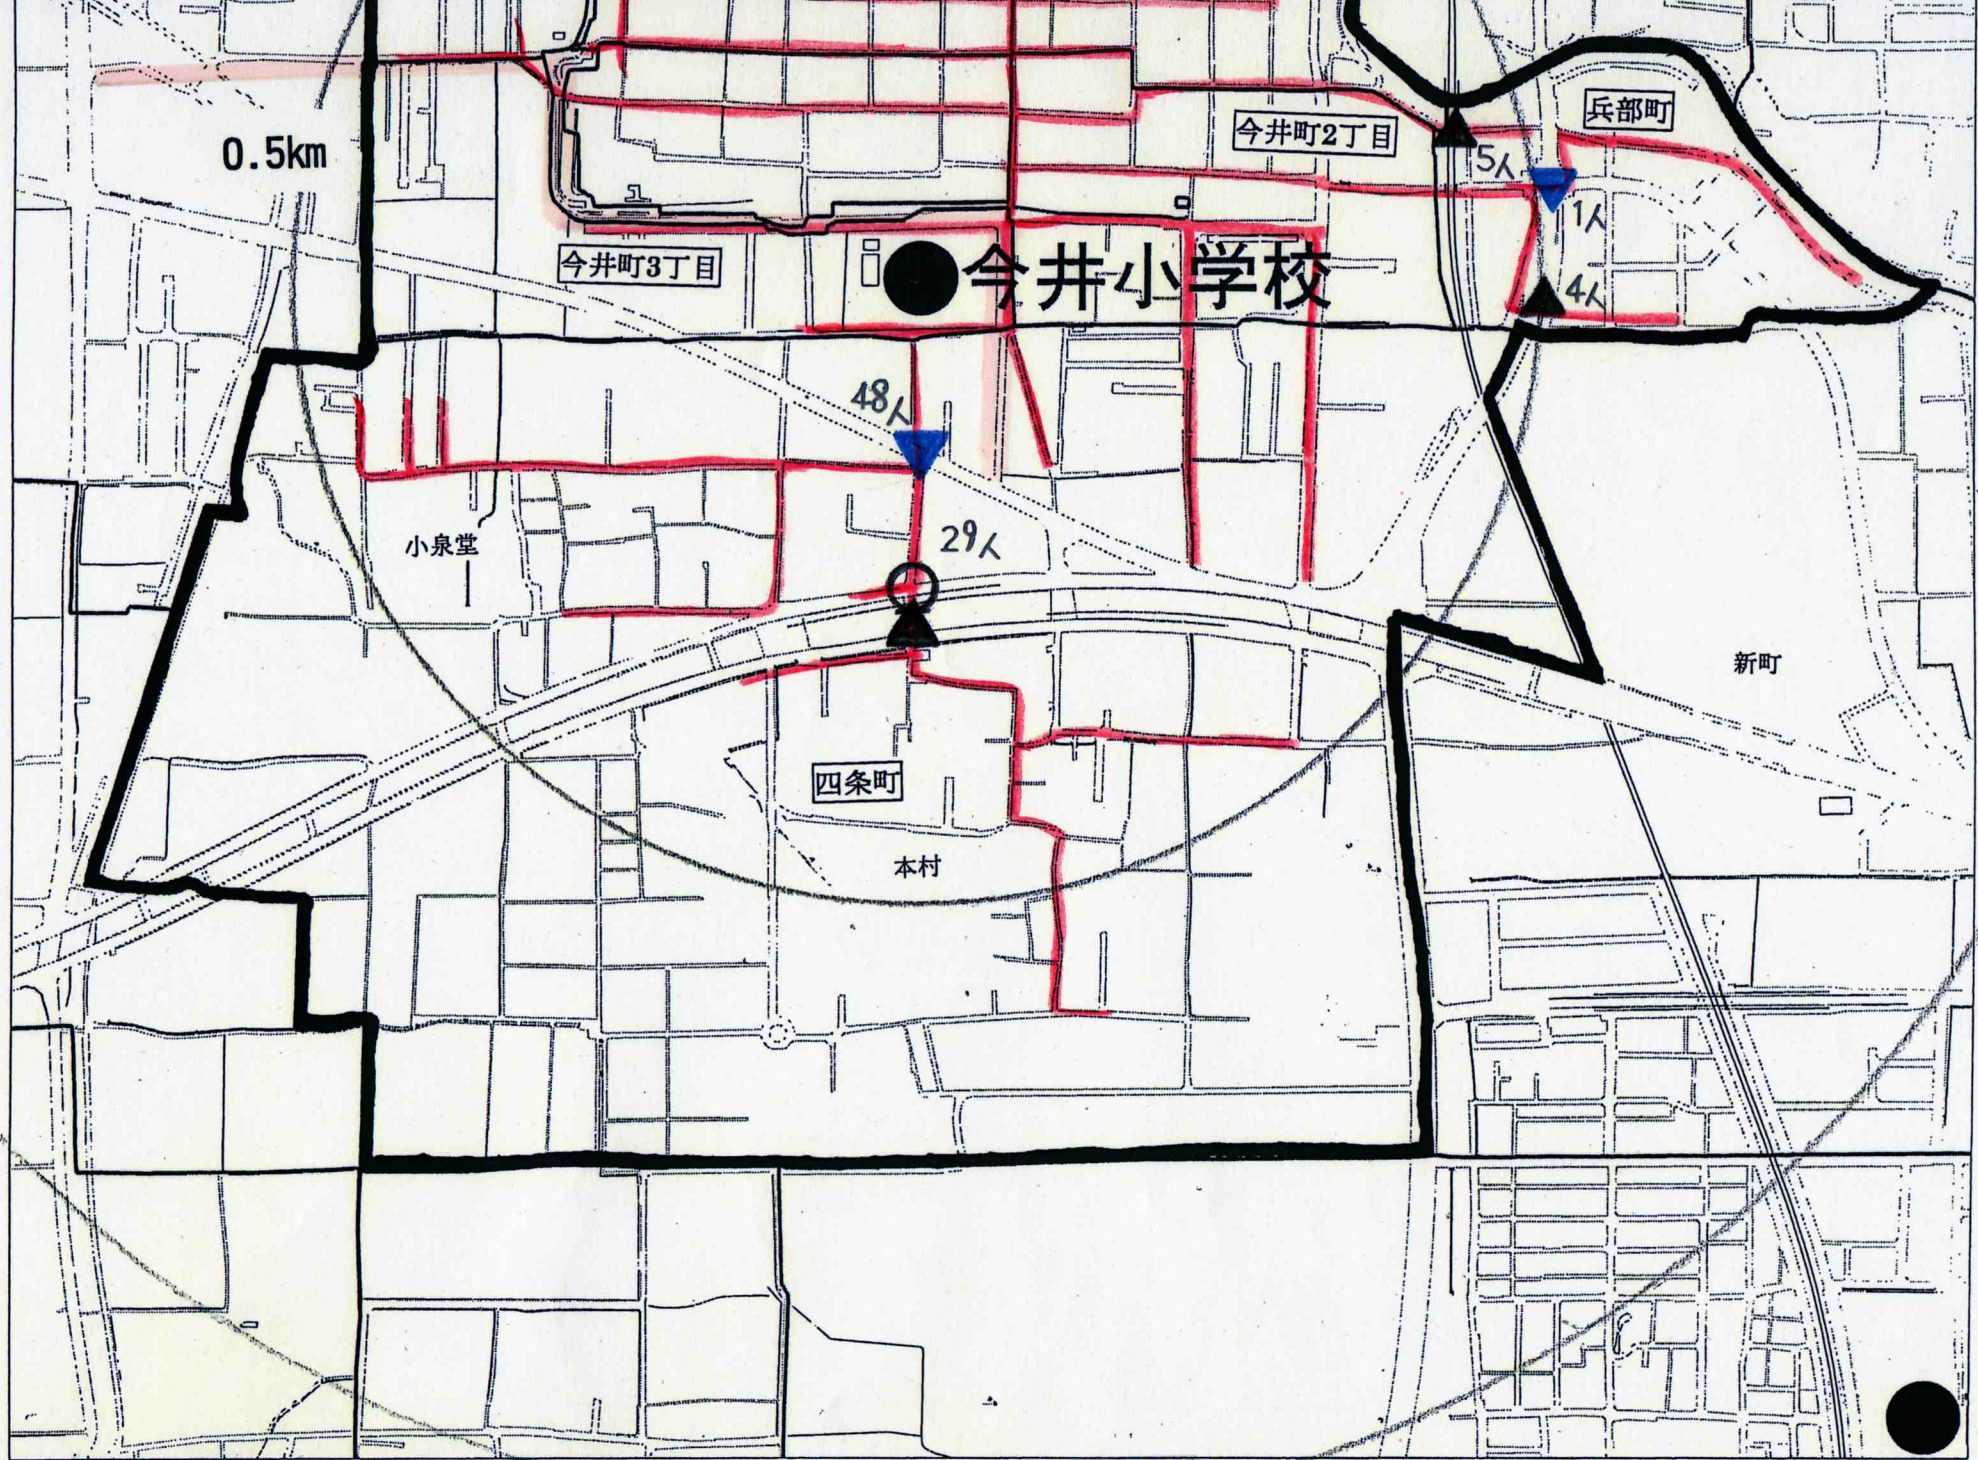 兵部町
今井町2丁目
0.5km
5人
1人
今井町3丁目
今井小学校
4人
48人
29人
小泉堂
新町
四条町
本村